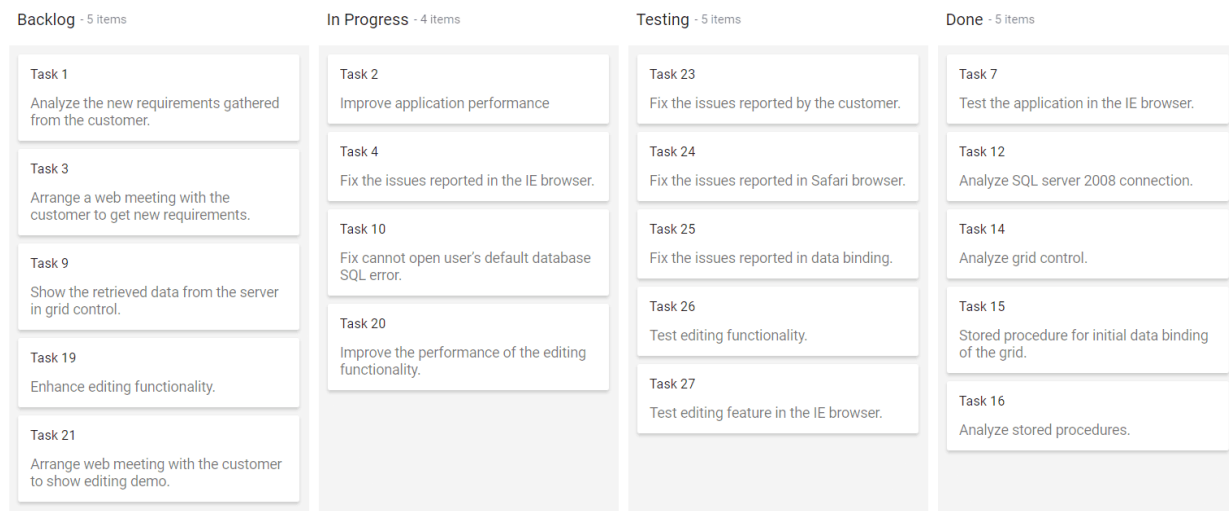 Backlog - 5 items
Task 1
Analyze the new requirements gathered
from the customer.
Task 3
Arrange a web meeting with the
customer to get new requirements.
Task 9
Show the retrieved data from the server
in grid control.
Task 19
Enhance editing functionality.
Task 21
Arrange web meeting with the customer
to show editing demo.
In Progress - 4 items
Task 2
Improve application performance
Task 4
Fix the issues reported in the IE browser.
Task 10
Fix cannot open user's default database
SQL error.
Task 20
Improve the performance of the editing
functionality.
Testing - 5 items
Task 23
Fix the issues reported by the customer.
Task 24
Fix the issues reported in Safari browser.
Task 25
Fix the issues reported in data binding.
Task 26
Test editing functionality.
Task 27
Test editing feature in the IE browser.
Done - 5 items
Task 7
Test the application in the IE browser.
Task 12
Analyze SQL server 2008 connection.
Task 14
Analyze grid control.
Task 15
Stored procedure for initial data binding
of the grid.
Task 16
Analyze stored procedures.